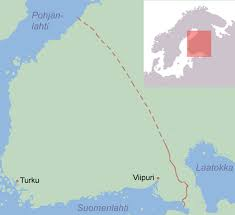 Pohjan-
lahti
Laatokka
Viipuri
Turku
Suomenlahti